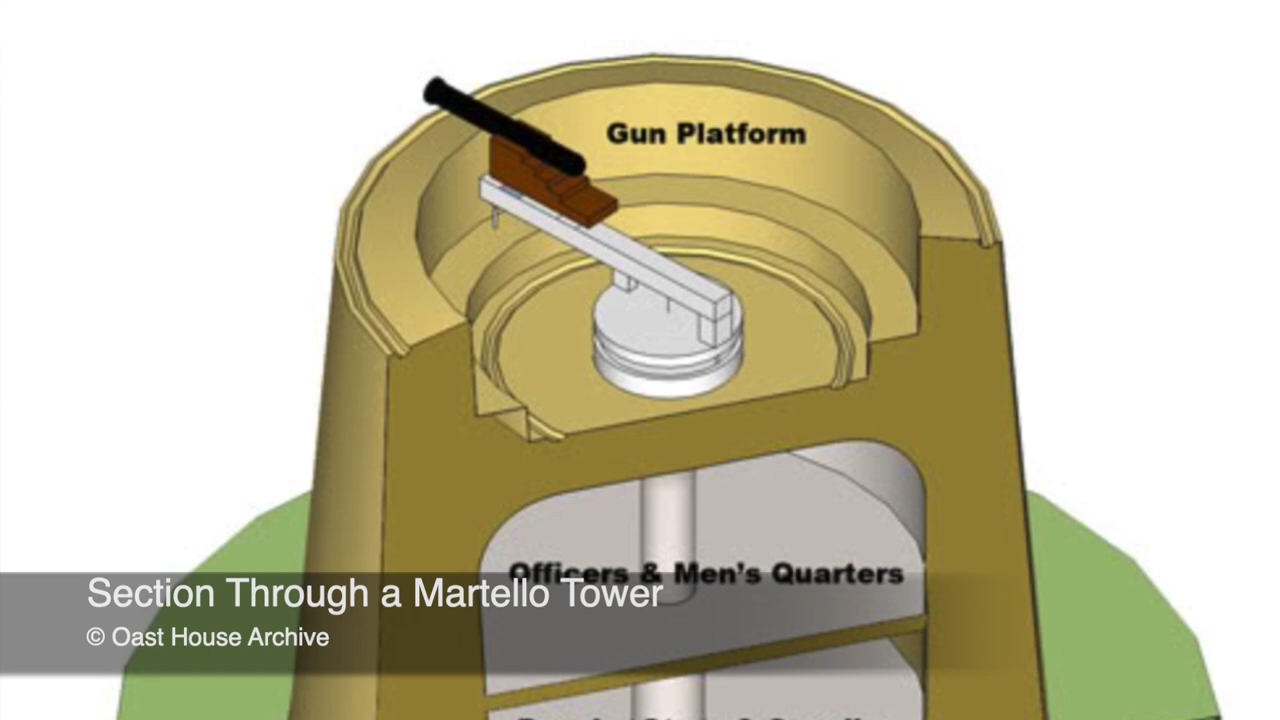 Gun Platform
Officers & Men's Quarters
Section Through a Martello Tower
© Oast House Archive